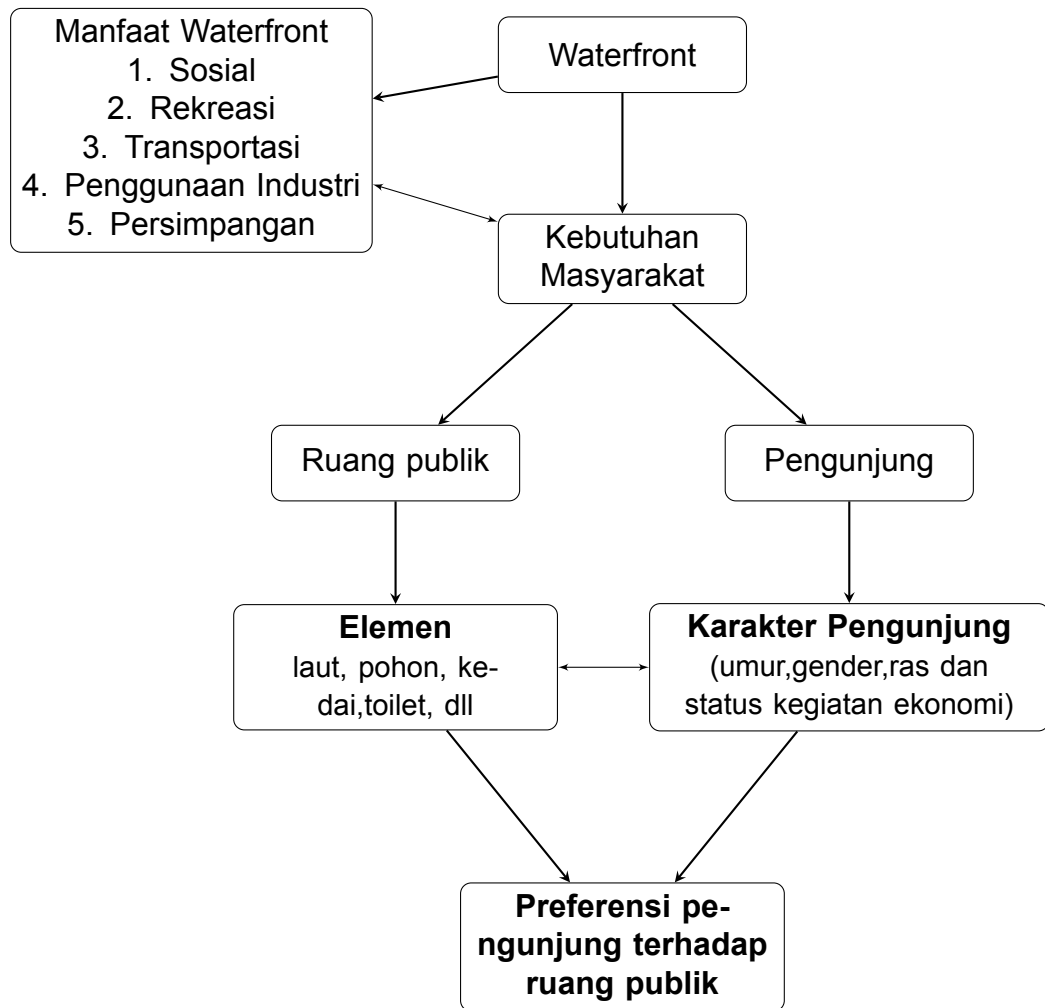 Manfaat Waterfront
1. Sosial
2. Rekreasi
3. Transportasi
4. Penggunaan Industri
5. Persimpangan
Waterfront
Kebutuhan
Masyarakat
Ruang publik
Pengunjung
Elemen
laut, pohon, ke-
dai,toilet, dll
Karakter Pengunjung
(umur,gender,ras dan
status kegiatan ekonomi)
Preferensi pe-
ngunjung terhadap
ruang publik